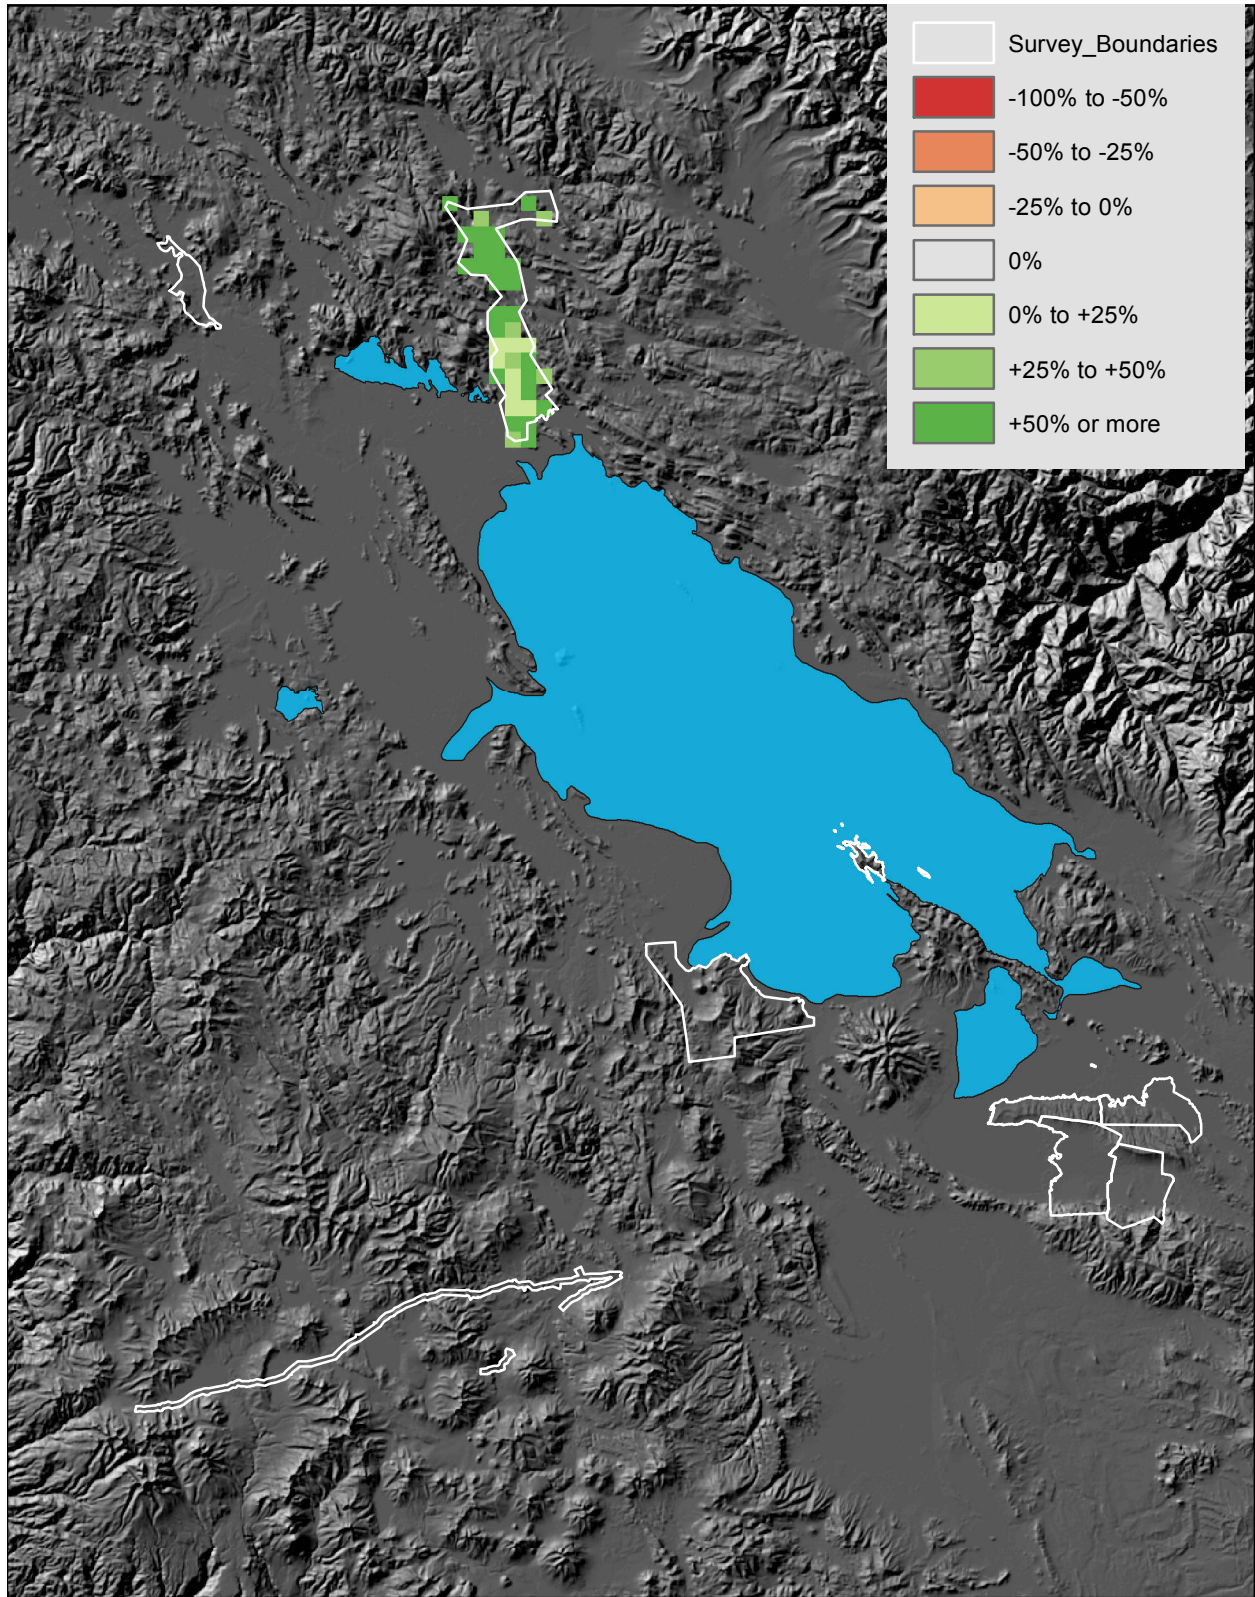 Survey_Boundaries
-100% to -50%
-50% to -25%
-25% to 0%
0%
0% to +25%
+25% to +50%
+50% or more